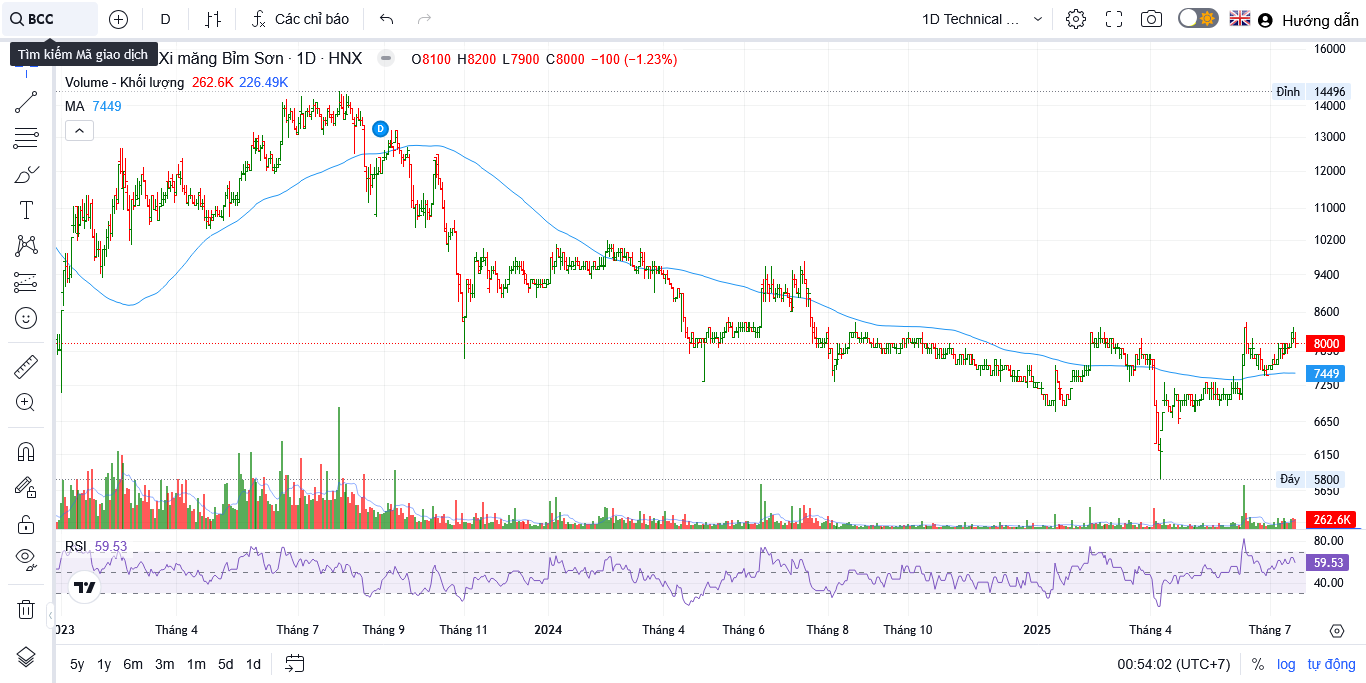 BCC
D
Các chỉ báo
1D Technical ...
Hướng dẫn
Tìm kiếm Mã giao dịch
Xi măng Bỉm Sơn · 1D · HNX
O8100 H8200 L7900 C8000 −100 (−1.23%)
Volume - Khối lượng 262.6K 226.49K
MA 7449
D
16000
Đỉnh 14496
14000
13000
12000
11000
10200
9400
8600
8000
7449
7250
6650
6150
Đáy 5800
5650
262.6K
RSI 59.53
80.00
59.53
40.00
023 Tháng 4 Tháng 7 Tháng 9 Tháng 11 2024 Tháng 4 Tháng 6 Tháng 8 Tháng 10 2025 Tháng 4 Tháng 7
5y 1y 6m 3m 1m 5d 1d
00:54:02 (UTC+7) % log tự động